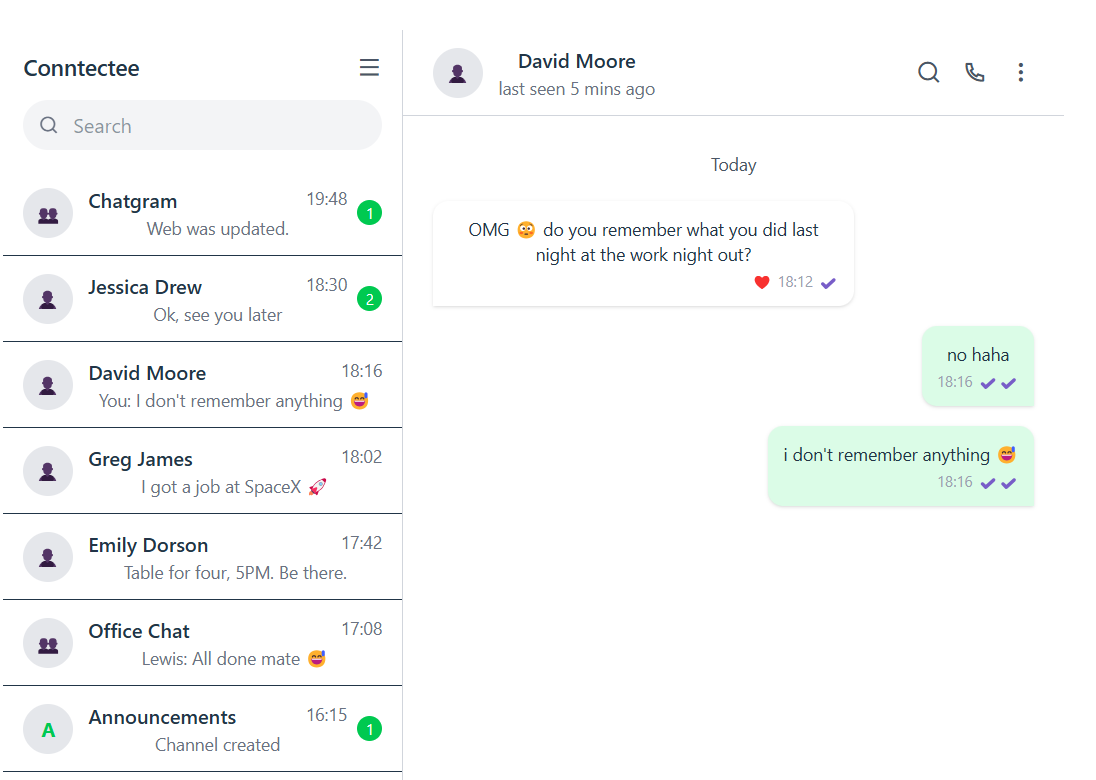 Conntectee
Search
Chatgram 19:48
Web was updated. 1
Jessica Drew 18:30
Ok, see you later 2
David Moore 18:16
You: I don't remember anything 😅
Greg James 18:02
I got a job at SpaceX 🚀
Emily Dorson 17:42
Table for four, 5PM. Be there.
Office Chat 17:08
Lewis: All done mate 😅
A
Announcements 16:15
Channel created 1
David Moore
last seen 5 mins ago
Today
OMG 😳 do you remember what you did last
night at the work night out?
❤️ 18:12
no haha
18:16
i don't remember anything 😅
18:16